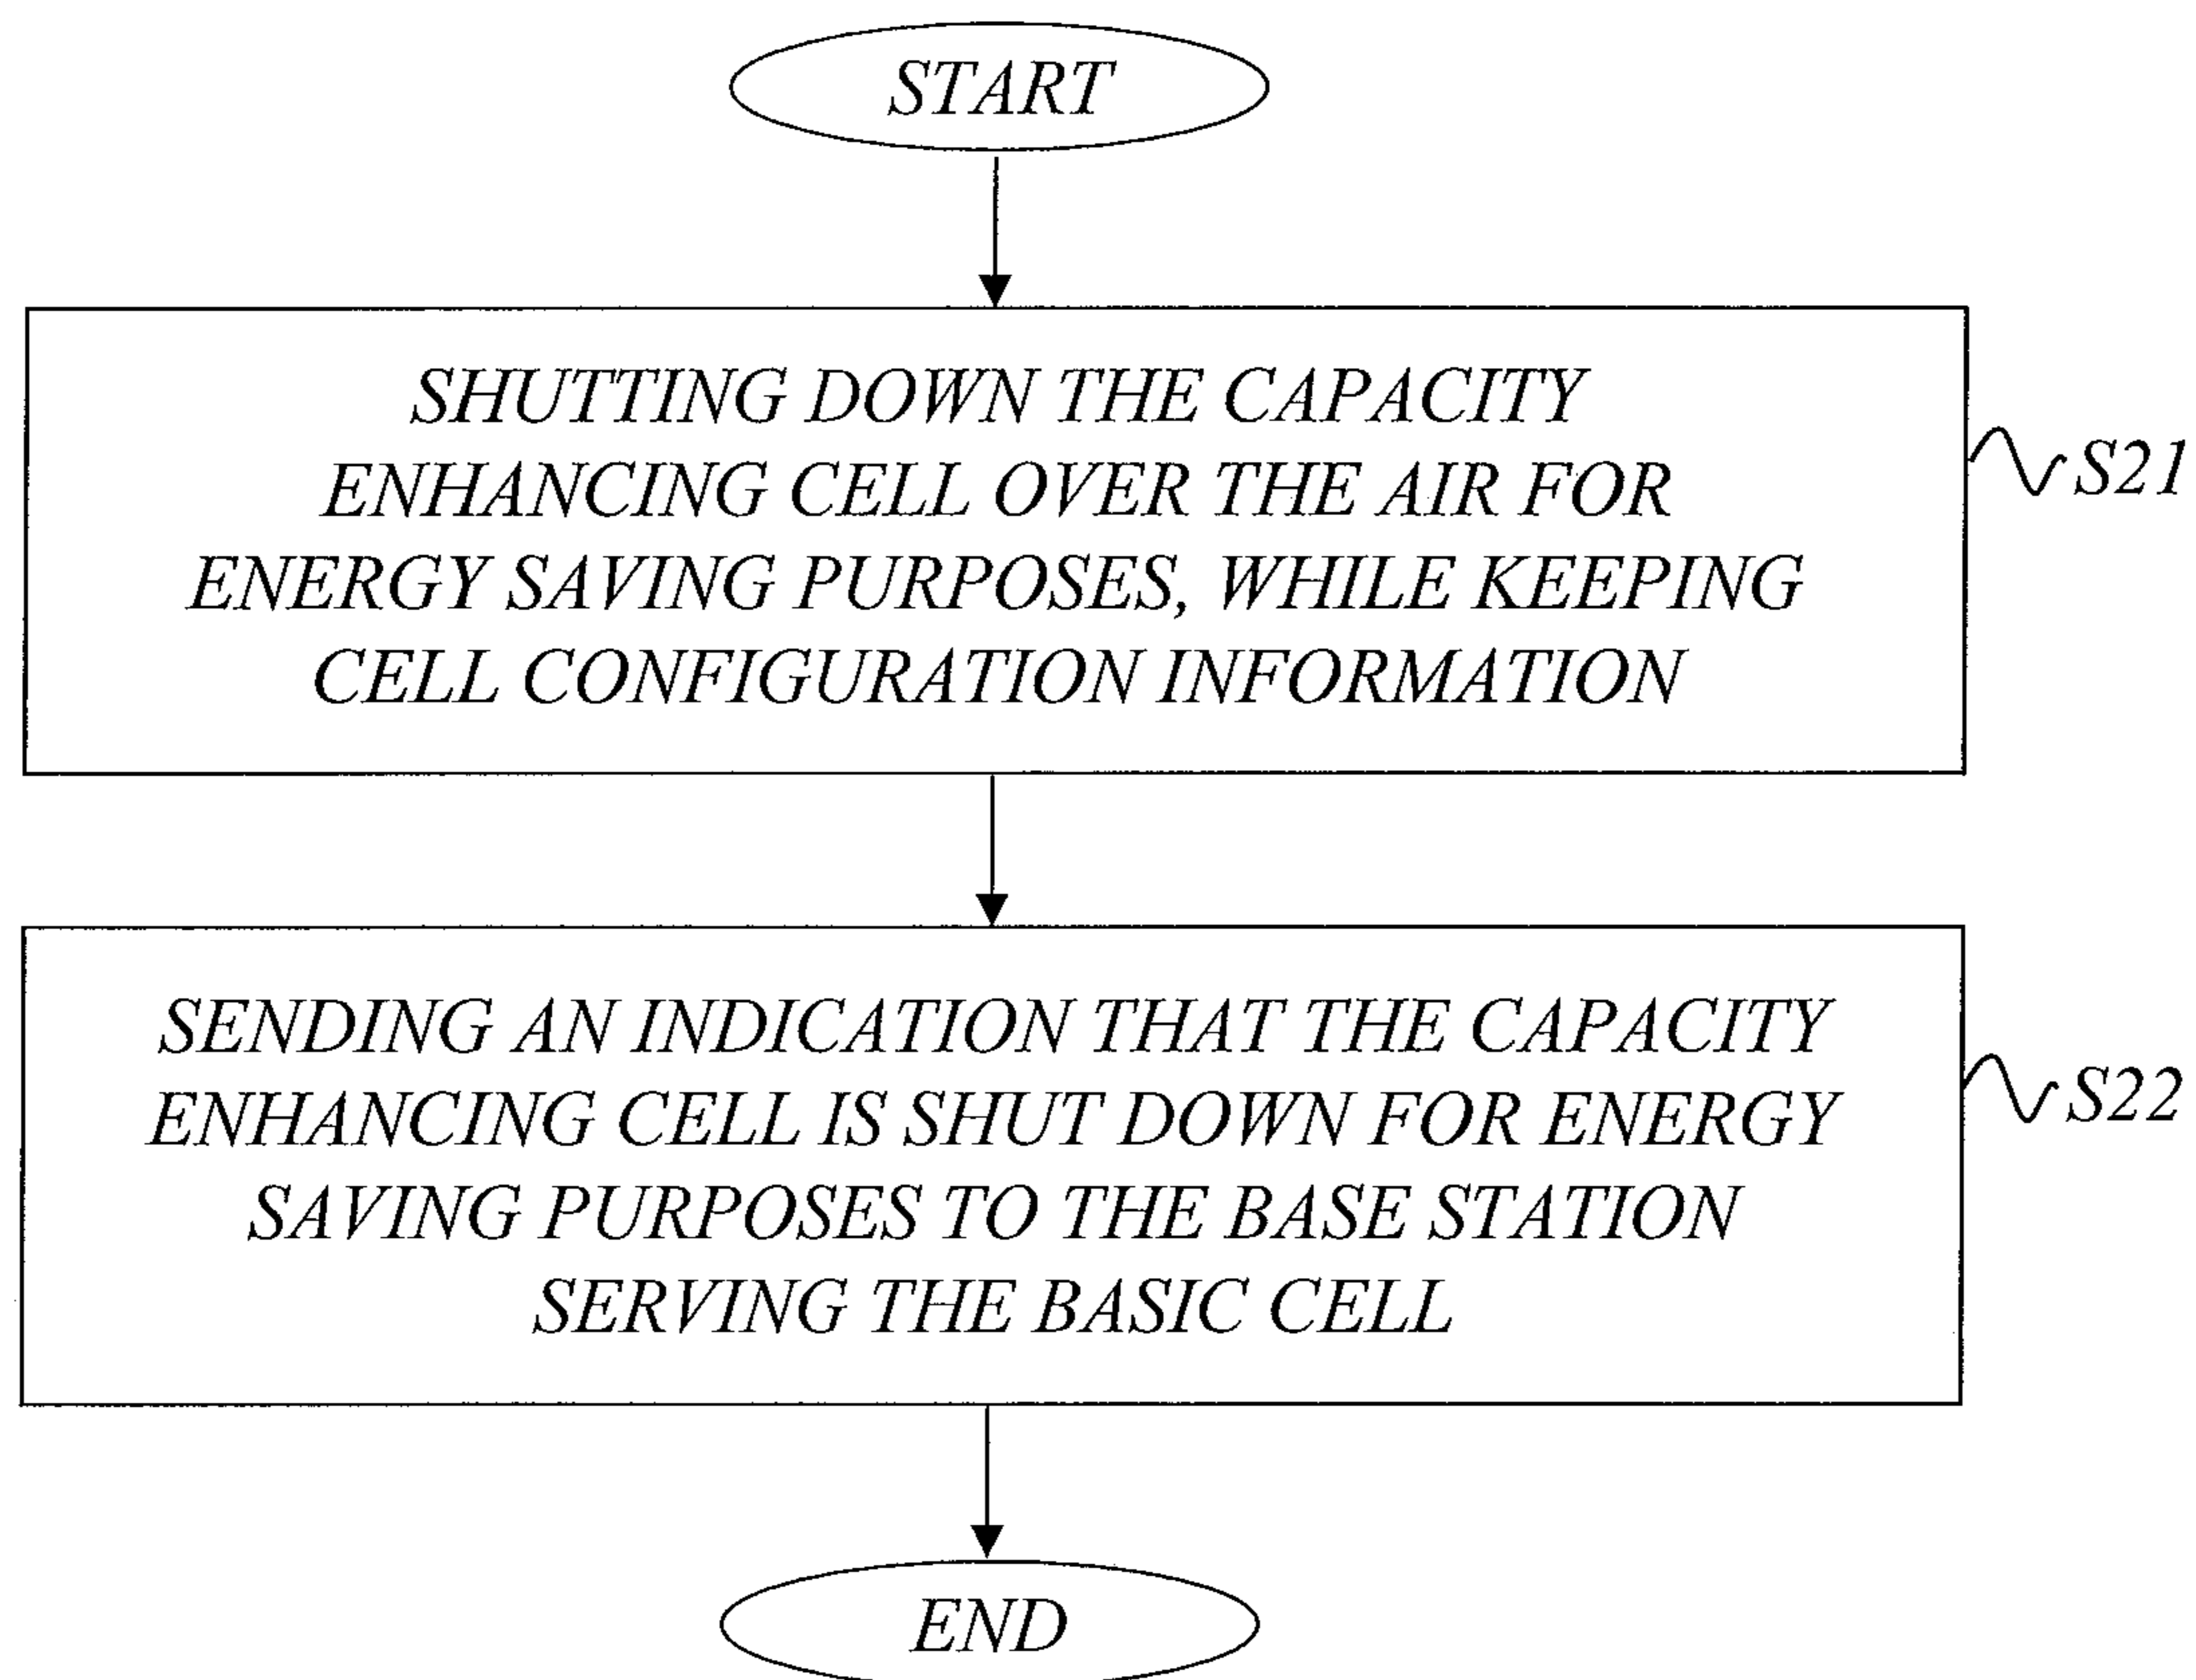 START
SHUTTING DOWN THE CAPACITY
ENHANCING CELL OVER THE AIR FOR
ENERGY SAVING PURPOSES, WHILE KEEPING
CELL CONFIGURATION INFORMATION
S21
SENDING AN INDICATION THAT THE CAPACITY
ENHANCING CELL IS SHUT DOWN FOR ENERGY
SAVING PURPOSES TO THE BASE STATION
SERVING THE BASIC CELL
S22
END